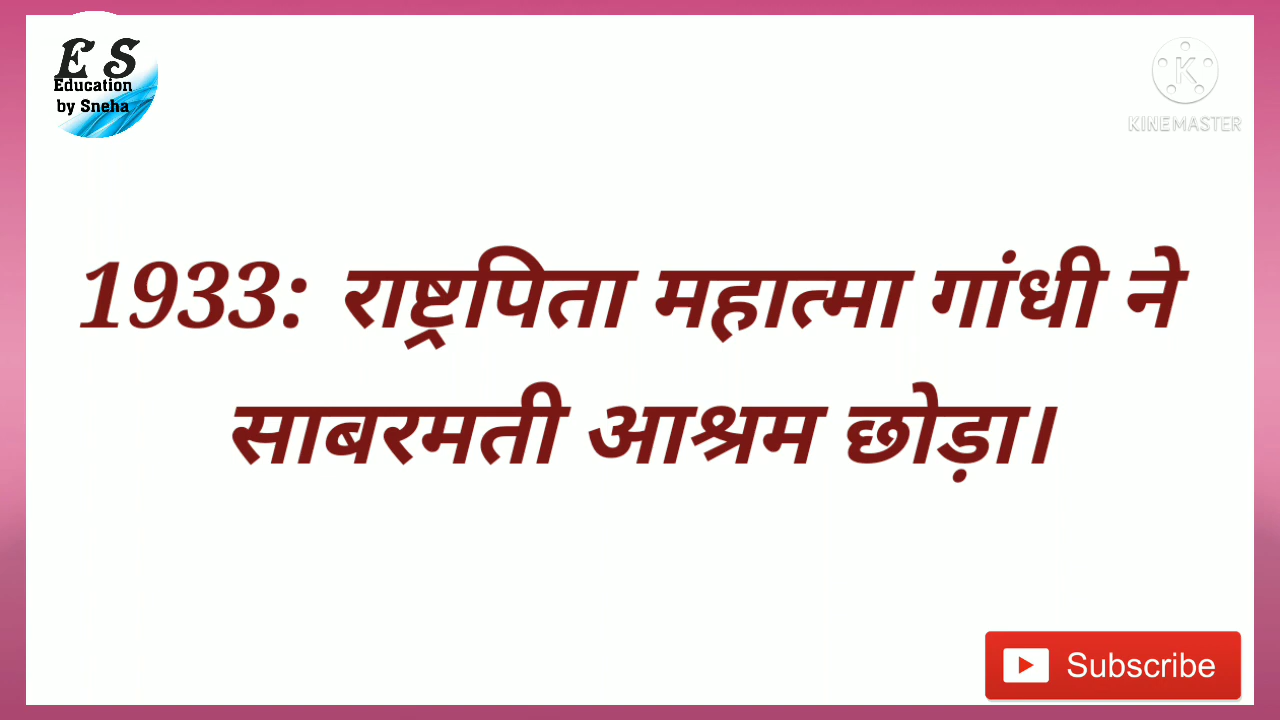 E S
Education
by Sneha
K
KINEMASTER
1933: राष्ट्रपिता महात्मा गांधी ने
साबरमती आश्रम छोड़ा।
Subscribe